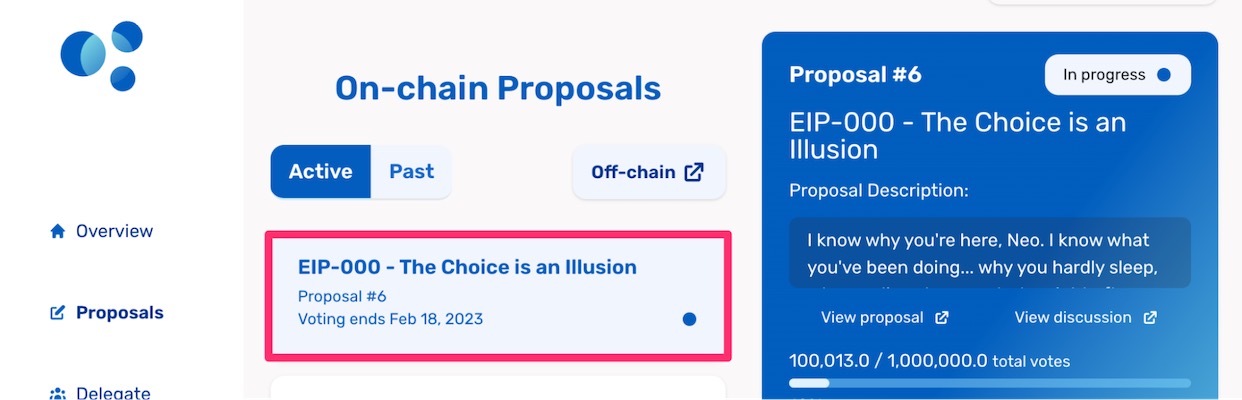 Overview
Proposals
Delegate
On-chain Proposals
Active
Past
Off-chain
EIP-000 - The Choice is an Illusion
Proposal #6
Voting ends Feb 18, 2023
Proposal #6
In progress
EIP-000 - The Choice is an
Illusion
Proposal Description:
I know why you're here, Neo. I know what
you've been doing... why you hardly sleep,
View proposal
View discussion
100,013.0 / 1,000,000.0 total votes